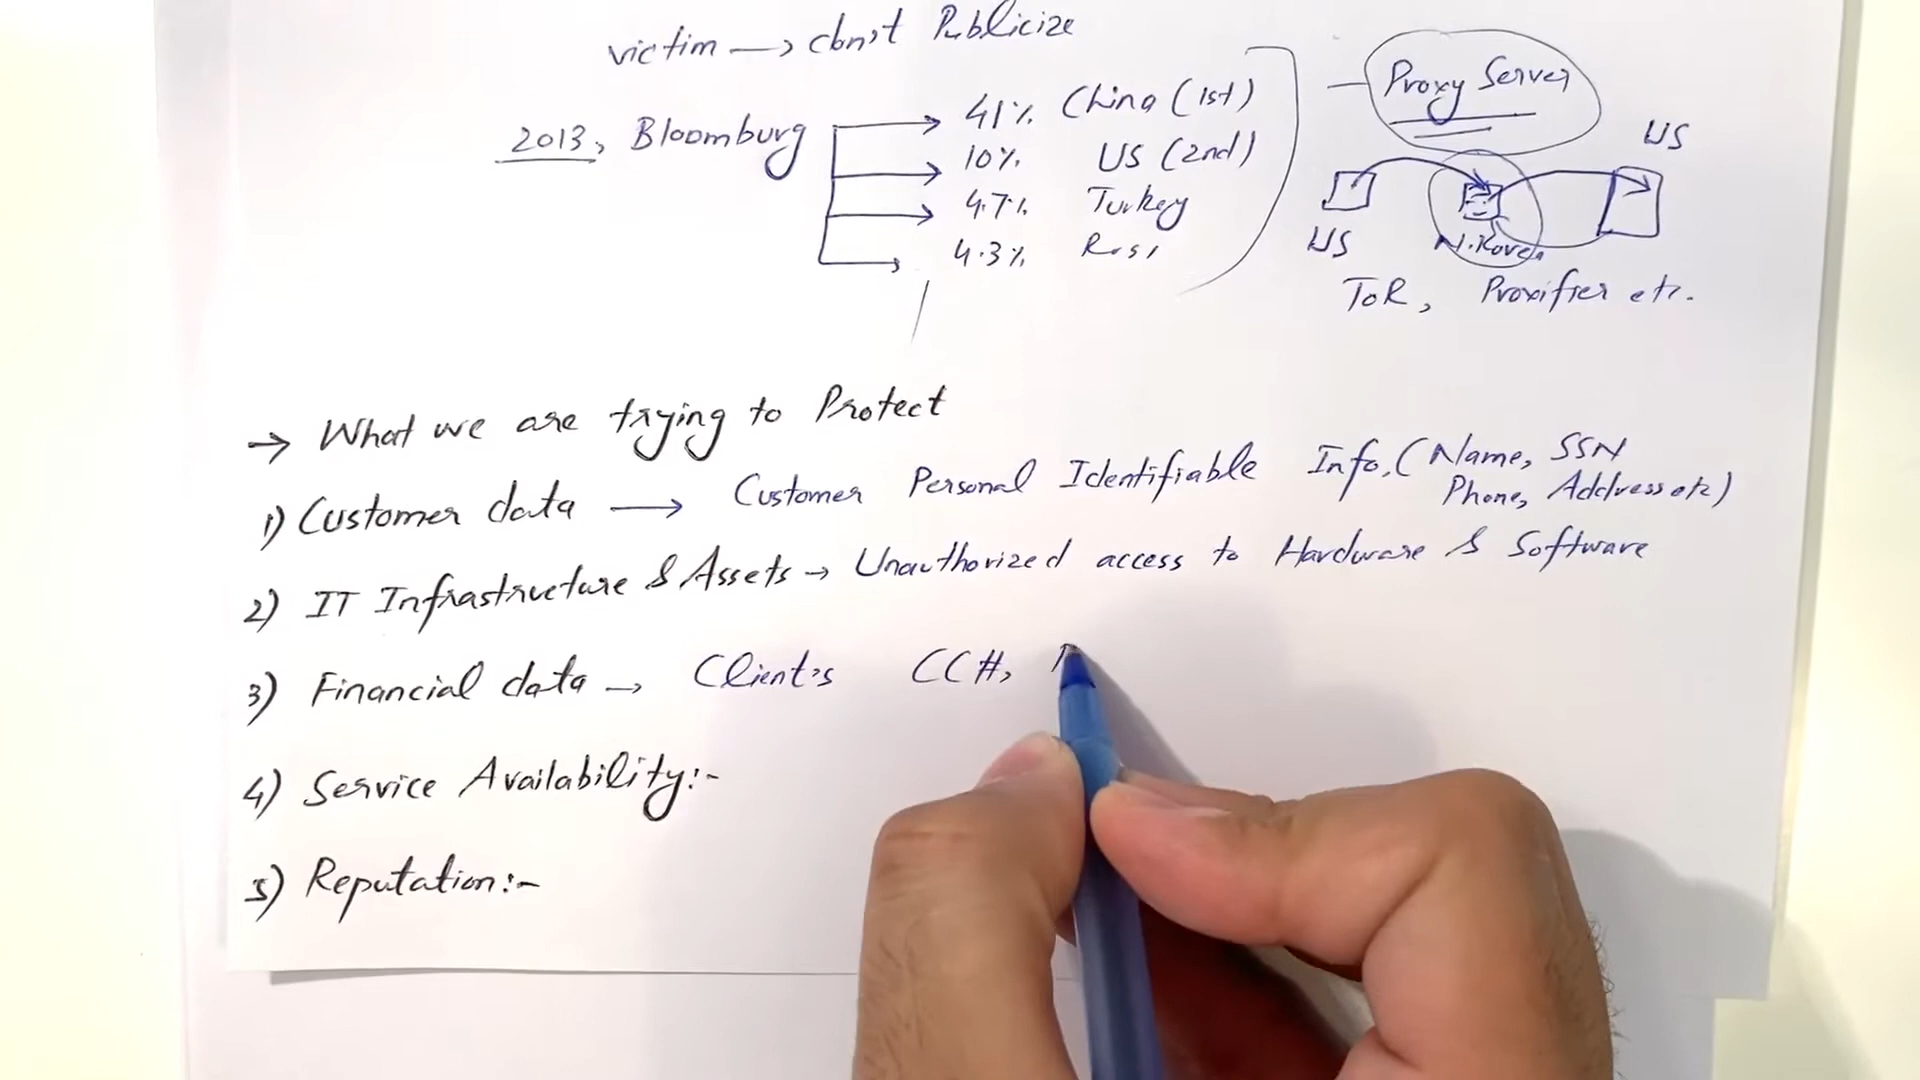 victim → don't Publicize
2013, Bloomburg
41% China (1st)
10% US (2nd)
4.7% Turkey
4.3%
Proxy Server
US
US
N.Korea
ToR, Proxifier etc.
→ What we are trying to Protect
1) Customer data → Customer Personal Identifiable Info, (Name, SSN
Phone, Address etc)
2) IT Infrastructure & Assets → Unauthorized access to Hardware & Software
3) Financial data → Client's CC#,
4) Service Availability:-
5) Reputation:-